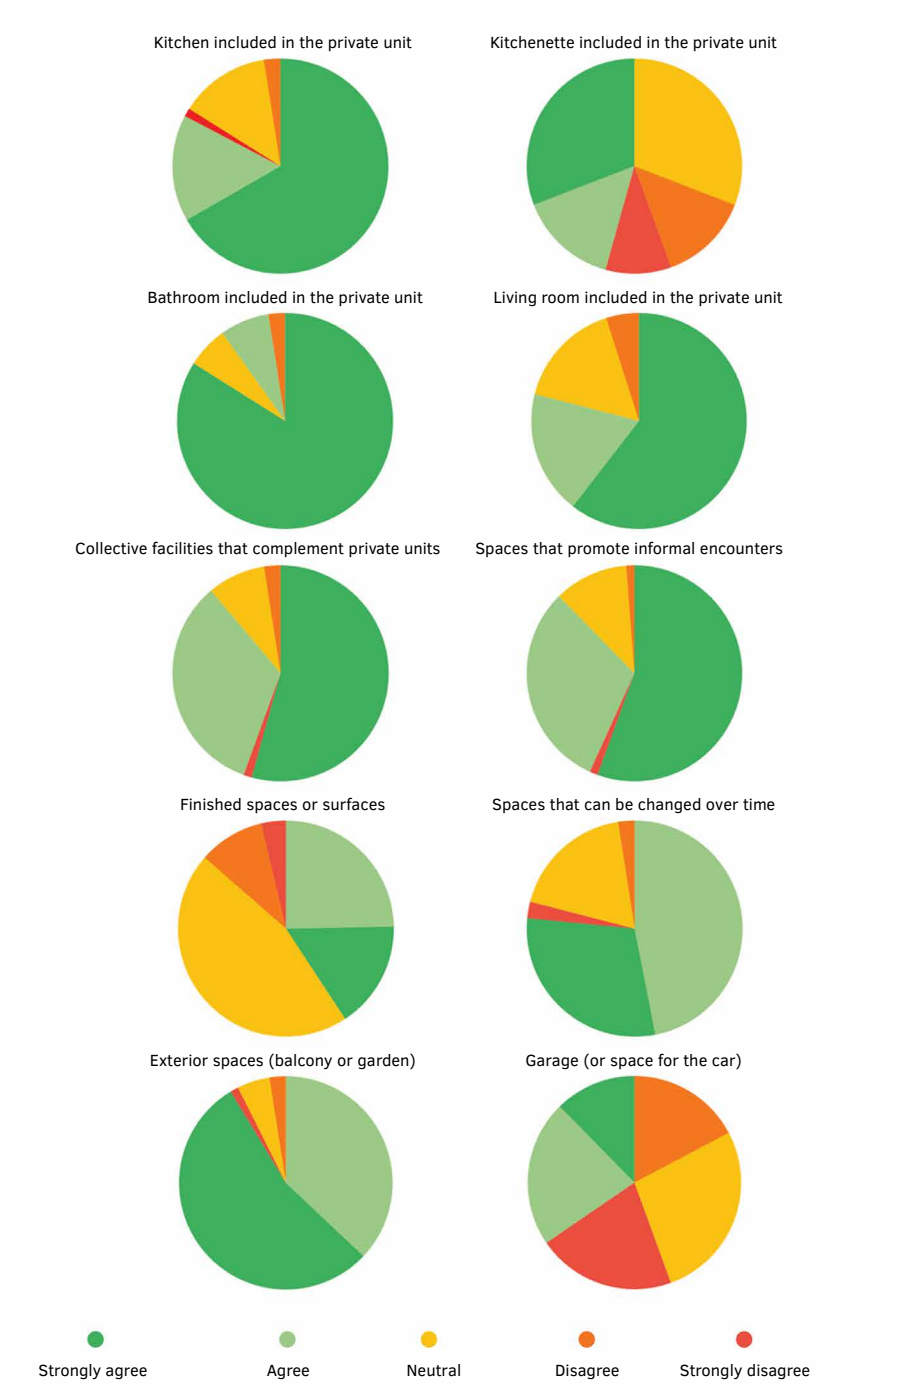 Kitchen included in the private unit
Kitchenette included in the private unit
Bathroom included in the private unit
Living room included in the private unit
Collective facilities that complement private units
Spaces that promote informal encounters
Finished spaces or surfaces
Spaces that can be changed over time
Exterior spaces (balcony or garden)
Garage (or space for the car)
Strongly agree
Agree
Neutral
Disagree
Strongly disagree